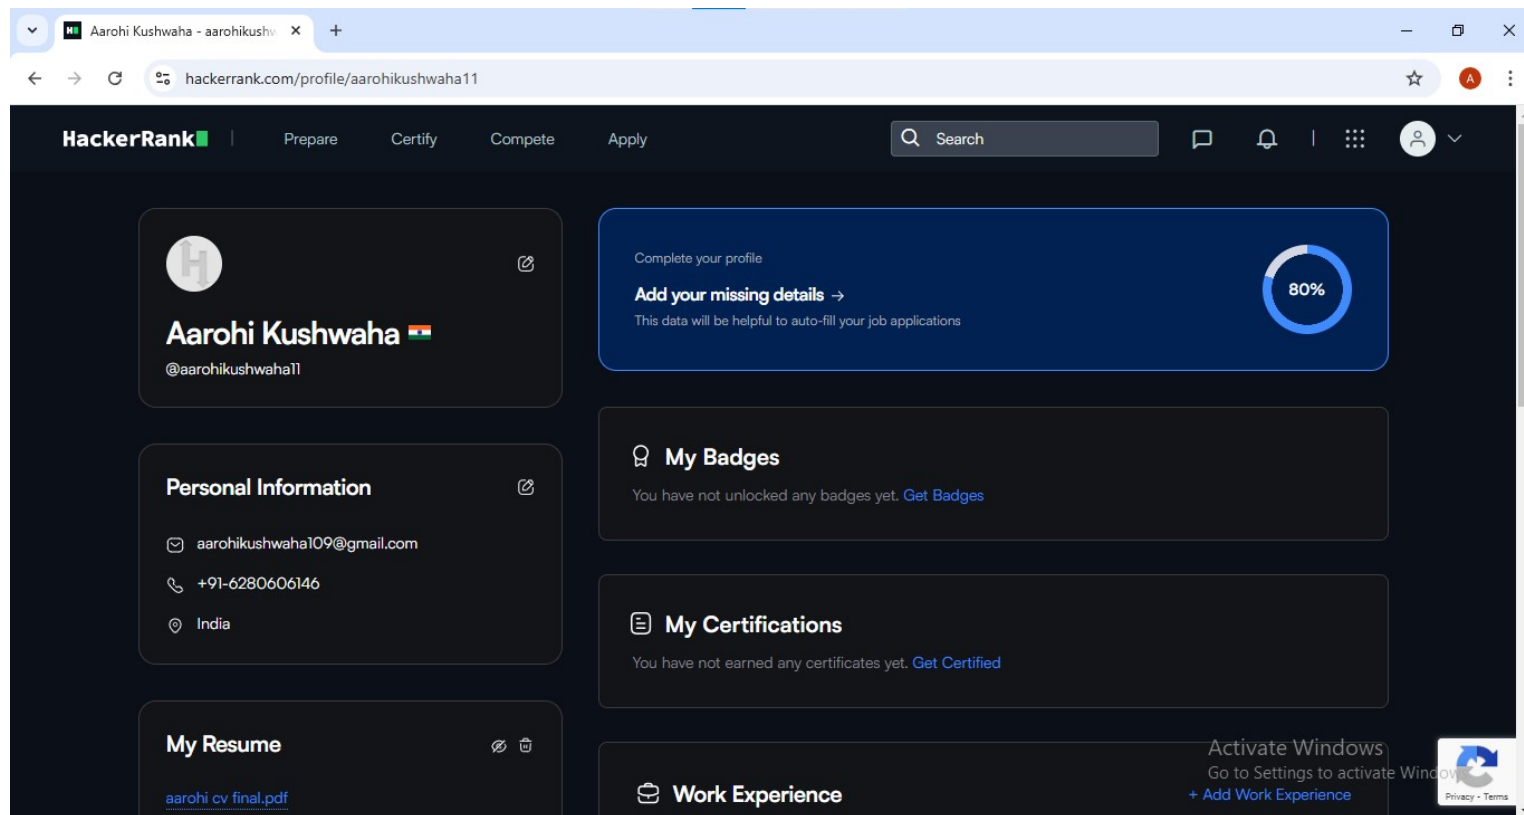 Aarohi Kushwaha - aarohikushw
hackerrank.com/profile/aarohikushwaha11
A
HackerRank
Prepare
Certify
Compete
Apply
Search
H
Aarohi Kushwaha
@aarohikushwaha11
Personal Information
aarohikushwaha109@gmail.com
+91-6280606146
India
My Resume
aarohi cv final.pdf
Complete your profile
Add your missing details →
This data will be helpful to auto-fill your job applications
80%
My Badges
You have not unlocked any badges yet. Get Badges
My Certifications
You have not earned any certificates yet. Get Certified
Work Experience
+ Add Work Experience
Activate Windows
Go to Settings to activate Windows
Privacy - Terms